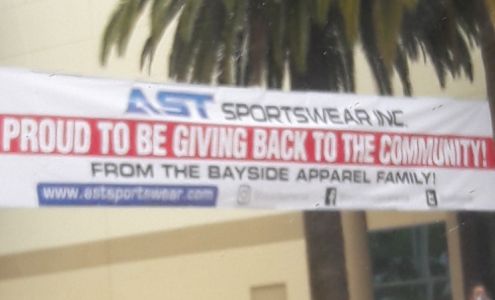 AST SPORTSWEAR INC.
PROUD TO BE GIVING BACK TO THE COMMUNITY!
FROM THE BAYSIDE APPAREL FAMILY!
www.astsportswear.com